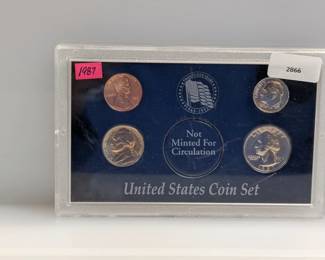 1987
2866
Not
Minted For
Circulation
United States Coin Set